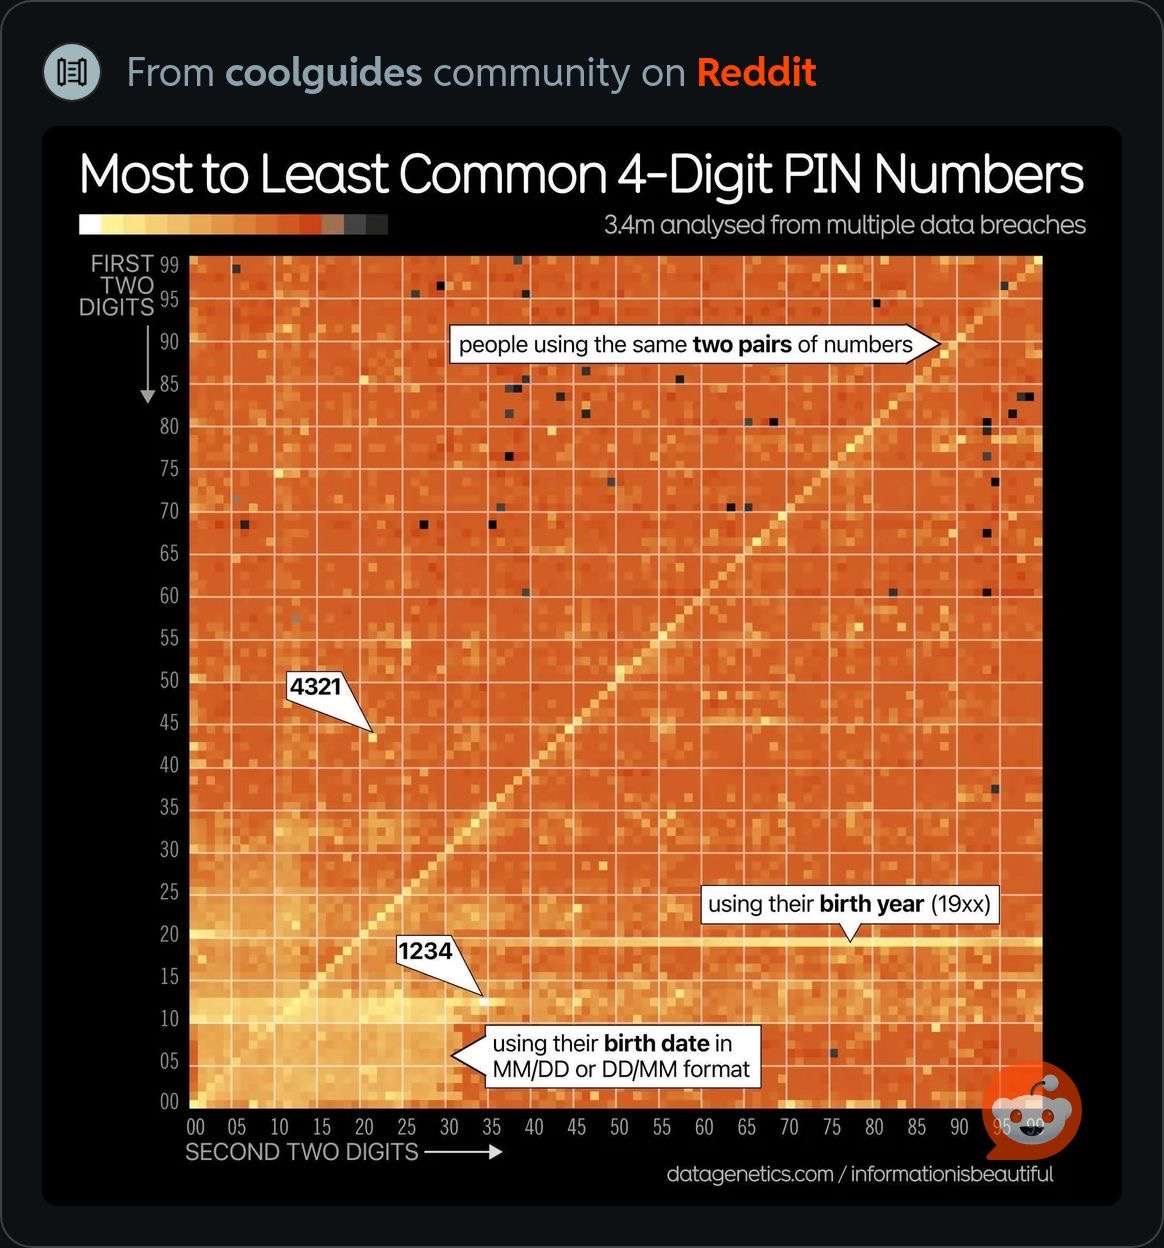 From coolguides community on Reddit
Most to Least Common 4-Digit PIN Numbers
3.4m analysed from multiple data breaches
FIRST
TWO
DIGITS
99
95
90
85
80
75
70
65
60
55
50
45
40
35
30
25
20
15
10
05
00
people using the same two pairs of numbers
4321
using their birth year (19xx)
1234
using their birth date in
MM/DD or DD/MM format
00 05 10 15 20 25 30 35 40 45 50 55 60 65 70 75 80 85 90 95 99
SECOND TWO DIGITS
datagenetics.com / informationisbeautiful